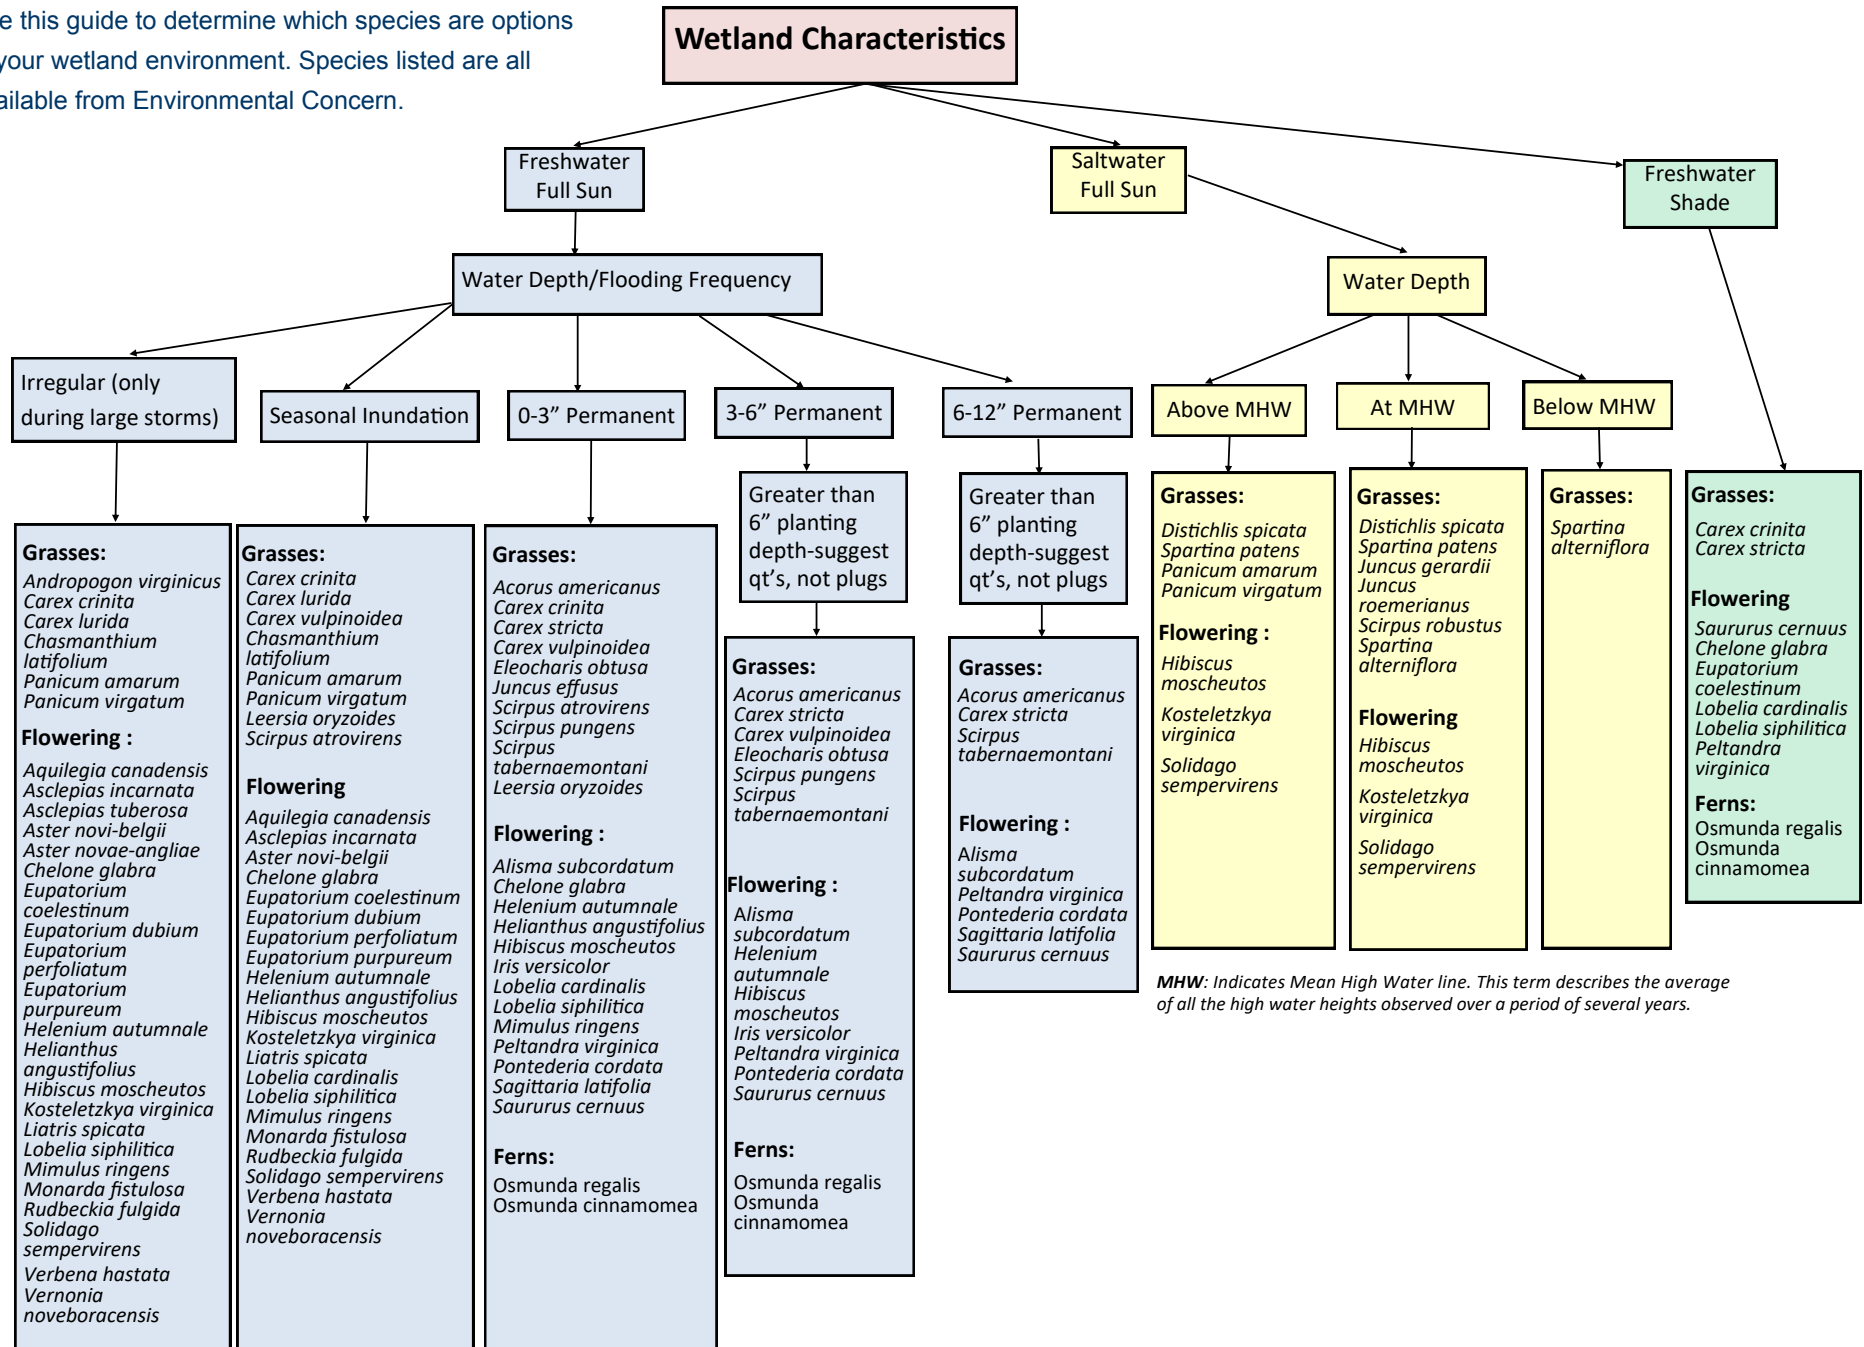 e this guide to determine which species are options
your wetland environment. Species listed are all
ailable from Environmental Concern.
Wetland Characteristics
Freshwater
Full Sun
Saltwater
Full Sun
Freshwater
Shade
Water Depth/Flooding Frequency
Water Depth
Irregular (only
during large storms)
Seasonal Inundation
0-3” Permanent
3-6” Permanent
6-12” Permanent
Above MHW
At MHW
Below MHW
Grasses:
Andropogon virginicus
Carex crinita
Carex lurida
Chasmanthium
latifolium
Panicum amarum
Panicum virgatum
Flowering :
Aquilegia canadensis
Asclepias incarnata
Asclepias tuberosa
Aster novi-belgii
Aster novae-angliae
Chelone glabra
Eupatorium
coelestinum
Eupatorium dubium
Eupatorium
perfoliatum
Eupatorium
purpureum
Helenium autumnale
Helianthus
angustifolius
Hibiscus moscheutos
Kosteletzkya virginica
Liatris spicata
Lobelia siphilitica
Mimulus ringens
Monarda fistulosa
Rudbeckia fulgida
Solidago
sempervirens
Verbena hastata
Vernonia
noveboracensis
Grasses:
Carex crinita
Carex lurida
Carex vulpinoidea
Chasmanthium
latifolium
Panicum amarum
Panicum virgatum
Leersia oryzoides
Scirpus atrovirens
Flowering
Aquilegia canadensis
Asclepias incarnata
Aster novi-belgii
Chelone glabra
Eupatorium coelestinum
Eupatorium dubium
Eupatorium perfoliatum
Eupatorium purpureum
Helenium autumnale
Helianthus angustifolius
Hibiscus moscheutos
Kosteletzkya virginica
Liatris spicata
Lobelia cardinalis
Lobelia siphilitica
Mimulus ringens
Monarda fistulosa
Rudbeckia fulgida
Solidago sempervirens
Verbena hastata
Vernonia
noveboracensis
Grasses:
Acorus americanus
Carex crinita
Carex stricta
Carex vulpinoidea
Eleocharis obtusa
Juncus effusus
Scirpus atrovirens
Scirpus pungens
Scirpus
tabernaemontani
Leersia oryzoides
Flowering :
Alisma subcordatum
Chelone glabra
Helenium autumnale
Helianthus angustifolius
Hibiscus moscheutos
Iris versicolor
Lobelia cardinalis
Lobelia siphilitica
Mimulus ringens
Peltandra virginica
Pontederia cordata
Sagittaria latifolia
Saururus cernuus
Ferns:
Osmunda regalis
Osmunda cinnamomea
Greater than
6” planting
depth-suggest
qt’s, not plugs
Grasses:
Acorus americanus
Carex stricta
Carex vulpinoidea
Eleocharis obtusa
Scirpus pungens
Scirpus
tabernaemontani
Flowering :
Alisma
subcordatum
Helenium
autumnale
Hibiscus
moscheutos
Iris versicolor
Peltandra virginica
Pontederia cordata
Saururus cernuus
Ferns:
Osmunda regalis
Osmunda
cinnamomea
Greater than
6” planting
depth-suggest
qt’s, not plugs
Grasses:
Acorus americanus
Carex stricta
Scirpus
tabernaemontani
Flowering :
Alisma
subcordatum
Peltandra virginica
Pontederia cordata
Sagittaria latifolia
Saururus cernuus
Grasses:
Distichlis spicata
Spartina patens
Panicum amarum
Panicum virgatum
Flowering :
Hibiscus
moscheutos
Kosteletzkya
virginica
Solidago
sempervirens
Grasses:
Distichlis spicata
Spartina patens
Juncus gerardii
Juncus
roemerianus
Scirpus robustus
Spartina
alterniflora
Flowering
Hibiscus
moscheutos
Kosteletzkya
virginica
Solidago
sempervirens
Grasses:
Spartina
alterniflora
Grasses:
Carex crinita
Carex stricta
Flowering
Saururus cernuus
Chelone glabra
Eupatorium
coelestinum
Lobelia cardinalis
Lobelia siphilitica
Peltandra
virginica
Ferns:
Osmunda regalis
Osmunda
cinnamomea
MHW: Indicates Mean High Water line. This term describes the average
of all the high water heights observed over a period of several years.